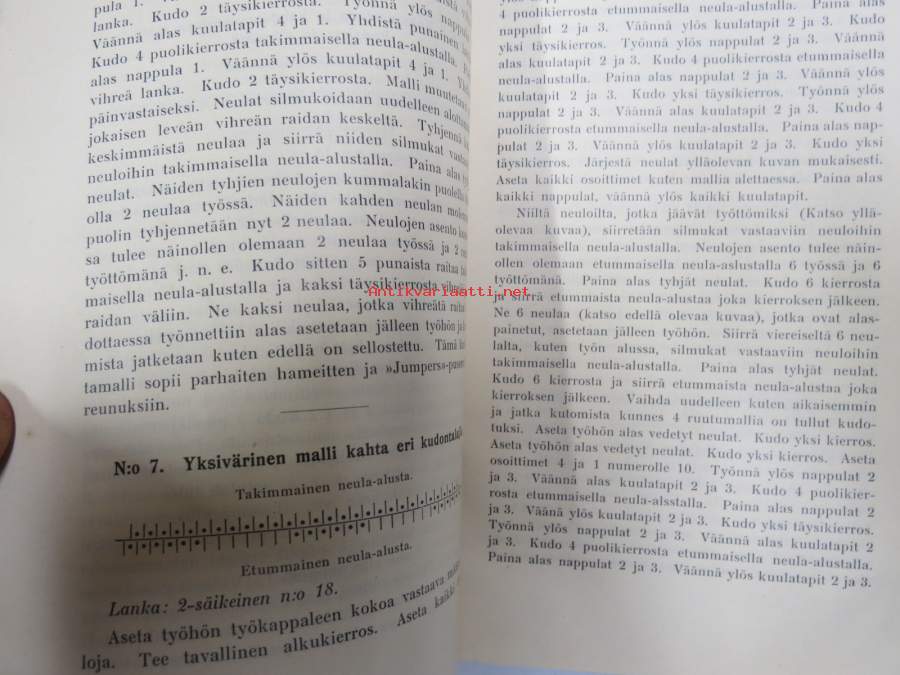 pula 1.
lanka. Kudo 2 täysikierrosta. Työnnä ylös nappula
Väännä alas kuulatapit 4 ja 1. Yhdistä punainen
Kudo 4 puolikierrosta takimmaisella neula-alustalla.
alas nappula 1. Väännä ylös kuulatapit 4 ja 1.
vihreä lanka. Kudo 2 täysikierrosta. Malli muutetaan
päinvastaiseksi. Neulat silmukoidaan uudelleen
jokaisen leveän vihreän raidan keskeltä. Tyhjennä
keskimmäistä neulaa ja siirrä niiden silmukat
neuloihin takimmaisella neula-alustalla. Paina alas
neulat. Näiden tyhjien neulojen kummalakin puolella
olla 2 neulaa työssä. Näiden kahden neulan
puolin tyhjennetään nyt 2 neulaa. Neulojen asento
sa tulee näinollen olemaan 2 neulaa työssä ja 2
työttömänä j. n. e. Kudo sitten 5 punaista raitaa
maisella neula-alustalla ja kaksi täysikierrosta
raidan väliin. Ne kaksi neulaa, jotka vihreätä
dottaessa työnnettiin alas asetetaan jälleen työhön ja
mista jatketaan kuten edellä on sellostettu. Tämä
tamalli sopii parhaiten hameitten ja »Jumpers»-
reunuksiin.
N:o 7. Yksivärinen malli kahta eri
Takimmainen neula-alusta.
Etummainen neula-alusta.
Lanka: 2-säikeinen n:o 18.
Aseta työhön työkappaleen kokoa vastaava
loja. Tee tavallinen alkukierros. Aseta
4 puolikierrosta etummaisella neula-alustalla. Paina alas
nappulat 2 ja 3. Väännä ylös kuulatapit 2 ja 3. Kudo
yksi täysikierros. Työnnä ylös nappulat 2 ja 3. Väännä
alas kuulatapit 2 ja 3. Kudo 4 puolikierrosta etummaisella
neula-alustalla. Paina alas nappulat 2 ja 3. Väännä ylös
kuulatapit 2 ja 3. Kudo yksi täysikierros. Työnnä ylös
nappulat 2 ja 3. Väännä alas kuulatapit 2 ja 3. Kudo 4
puolikierrosta etummaisella neula-alustalla. Paina alas nap-
pulat 2 ja 3. Väännä ylös kuulatapit 2 ja 3. Kudo yksi
täysikierros. Järjestä neulat ylläolevan kuvan mukaisesti.
Aseta kaikki osoittimet kuten mallia alettaessa. Paina alas
kaikki nappulat, väännä ylös kaikki kuulatapit.
Niiltä neuloilta, jotka jäävät työttömiksi (Katso yllä-
olevaa kuvaa), siirretään silmukat vastaaviin neuloihin
takimmaisella neula-alustalla. Neulojen asento tulee näin-
ollen olemaan etummaisella neula-aslustalla 6 työssä ja 6
työttömänä. Paina alas tyhjät neulat. Kudo 6 kierrosta
ja siirrä etummaista neula-alustaa joka kierroksen jälkeen.
Ne 6 neulaa (katso edellä olevaa kuvaa), jotka ovat alas-
painetut, asetetaan jälleen työhön. Siirrä viereiseltä 6 neu-
lalta, kuten työn alussa, silmukat vastaaviin neuloihin
takimmaisella neula-alustalla. Paina alas tyhjät neulat.
Kudo 6 kierrosta ja siirrä etummaista neula-alustaa joka
kierroksen jälkeen. Vaihda uudelleen kuten aikaisemmin
ja jatka kutomista kunnes 4 ruutumallia on tullut kudo-
tuksi. Aseta työhön alas vedetyt neulat. Kudo yksi kierros.
Aseta työhön alas vedetyt neulat. Kudo yksi kierros. Aseta
osoittimet 4 ja 1 numerolle 10. Työnnä ylös nappulat 2
ja 3. Väännä alas kuulatapit 2 ja 3. Kudo 4 puolikier-
rosta etummaisella neula-alsstalla. Paina alas nappulat 2
ja 3. Väänä ylös kuulatapit 2 ja 3. Kudo yksi täysikierros.
Työnnä ylös nappulat 2 ja 3. Väännä alas kuulatapit 2
ja 3. Kudo 4 puolikierrosta etummaisella neula-alustalla.
Paina alas nappulat 2 ja 3. Väännä ylös kuulatapit 2 ja 3.
Antikvariaatti.net